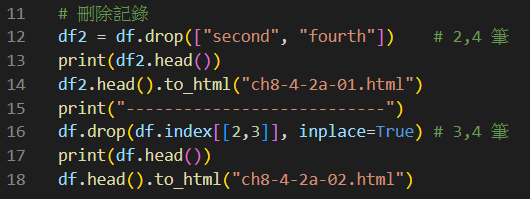 11
12 # 刪除記錄
df2 = df.drop(["second", "fourth"])    # 2,4 筆
13 print(df2.head())
14 df2.head().to_html("ch8-4-2a-01.html")
15 print("---------------------------")
16 df.drop(df.index[[2,3]], inplace=True) # 3,4 筆
17 print(df.head())
18 df.head().to_html("ch8-4-2a-02.html")